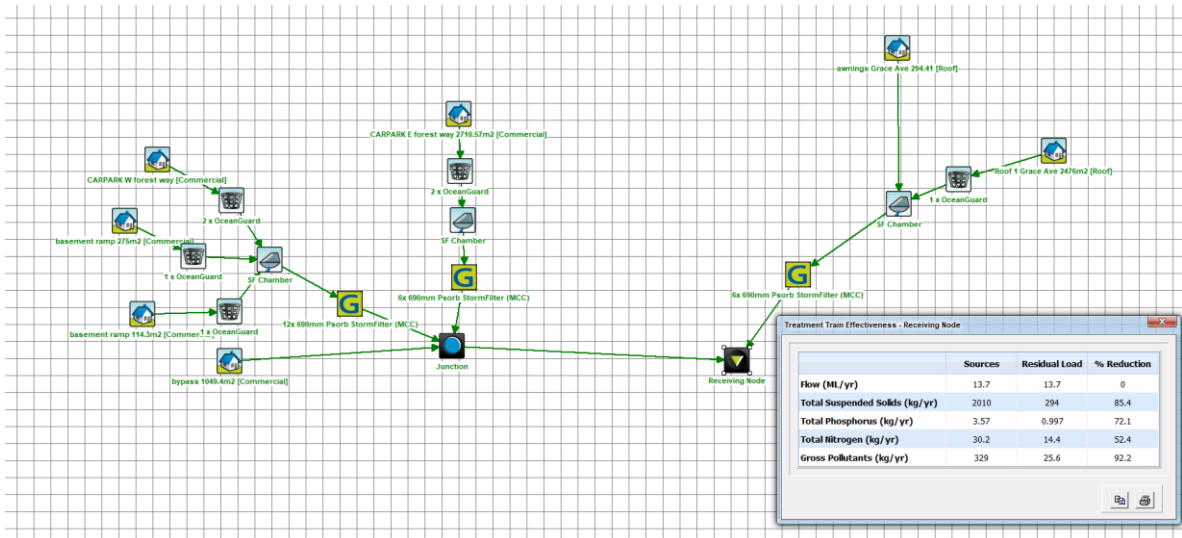 awnings Grace Ave 294.41 [Roof]
CARPARK E forest way 2710.57m2 [Commercial]
Roof 1 Grace Ave 2476m2 [Roof]
CARPARK W forest way [Commercial]
2 x OceanGuard
1 x OceanGuard
2 x OceanGuard
SF Chamber
basement ramp 275m2 [Commercial]
SF Chamber
1 x OceanGuard
SF Chamber
G
6x 690mm Psorb StormFilter (MCC)
G
6x 690mm Psorb StormFilter (MCC)
G
12x 690mm Psorb StormFilter (MCC)
basement ramp 114.3m2 [Comme
1 x OceanGuard
Junction
bypass 1049.4m2 [Commercial]
Receiving Node
Treatment Train Effectiveness - Receiving Node
Sources Residual Load % Reduction
Flow (ML/yr) 13.7 13.7 0
Total Suspended Solids (kg/yr) 2010 294 85.4
Total Phosphorus (kg/yr) 3.57 0.997 72.1
Total Nitrogen (kg/yr) 30.2 14.4 52.4
Gross Pollutants (kg/yr) 329 25.6 92.2